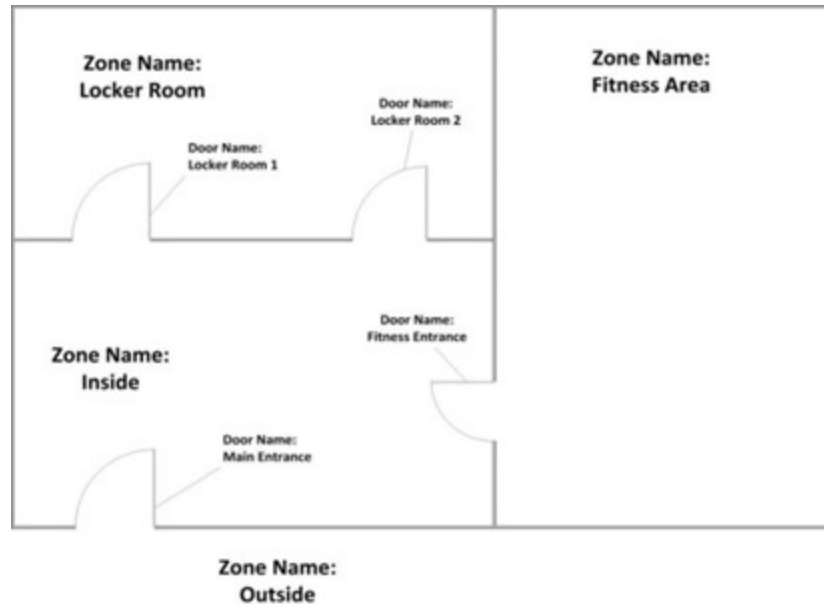 Zone Name:
Locker Room
Zone Name:
Fitness Area
Door Name:
Locker Room 2
Door Name:
Locker Room 1
Door Name:
Fitness Entrance
Zone Name:
Inside
Door Name:
Main Entrance
Zone Name:
Outside